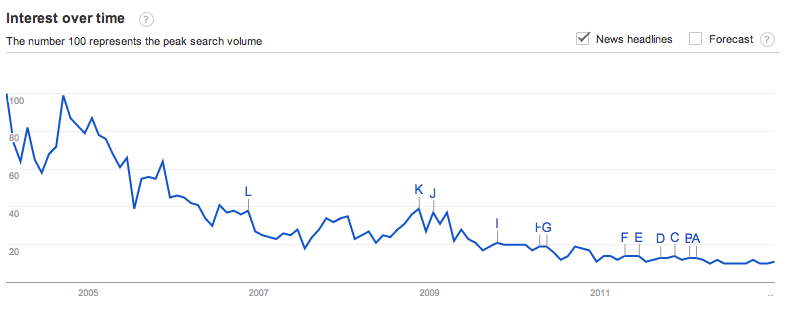 Interest over time ?
The number 100 represents the peak search volume
News headlines Forecast ?
100
80
60
40
20
L
K J
I
H G
F E D C B A
2005 2007 2009 2011 ..